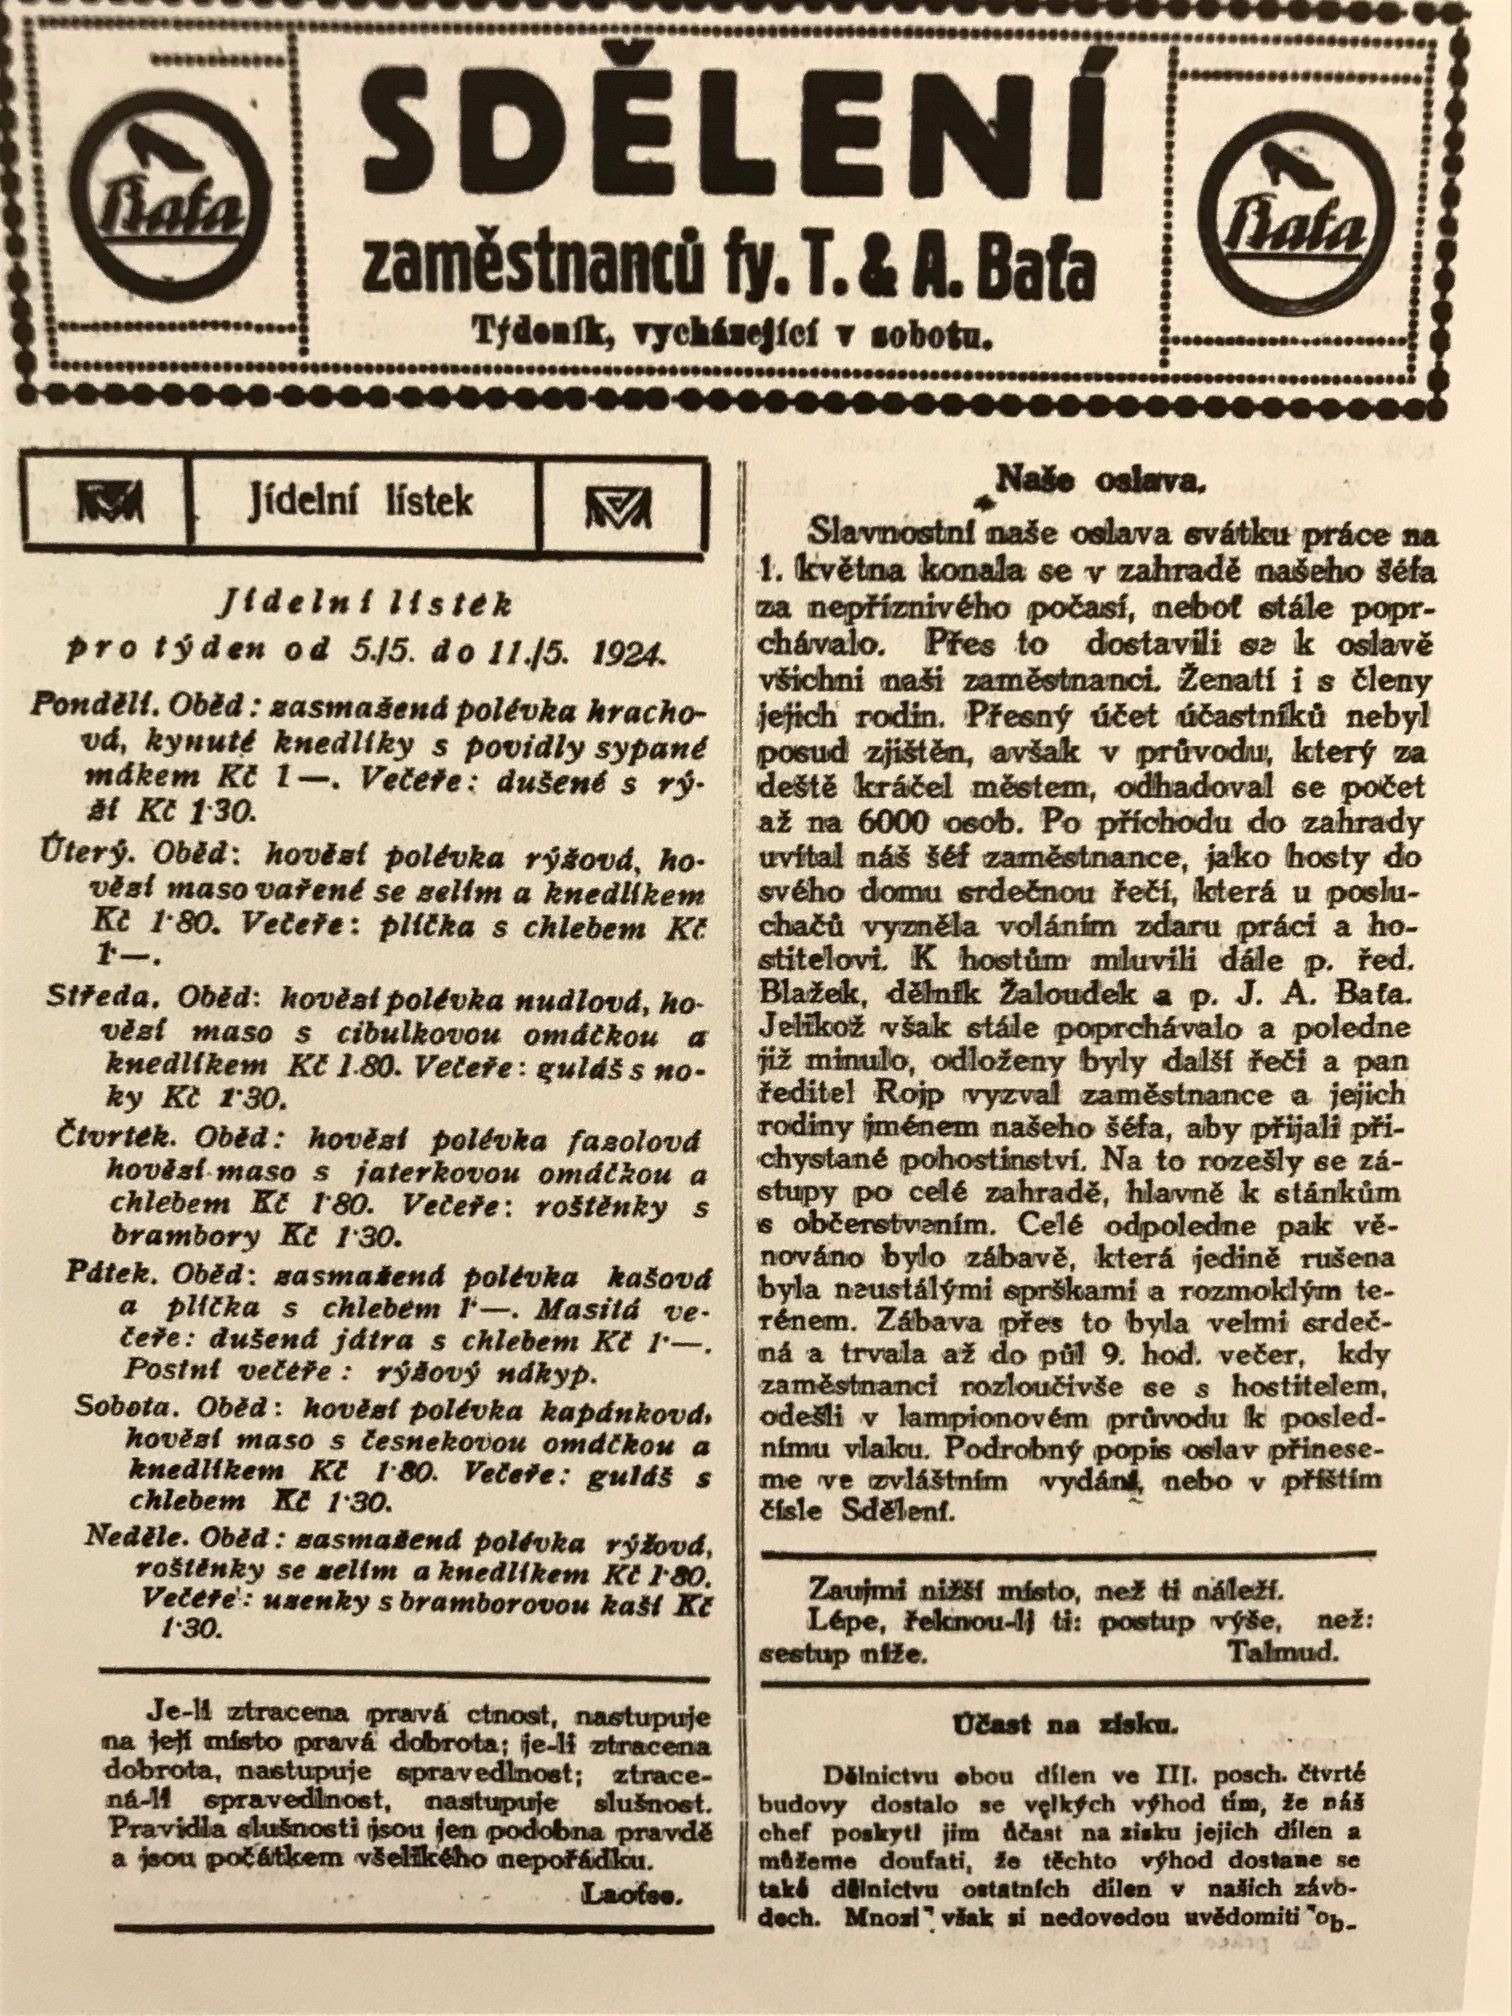 Baťa
SDĚLENÍ
zaměstnanců fy. T. & A. Baťa
Týdeník, vycházející v sobotu.
Baťa
Jídelní lístek
Jídelní lístek
pro týden od 5./5. do 11./5. 1924.
Pondělí. Oběd: zasmažená polévka hracho-
vá, kynuté knedlíky s povidly sypané
mákem Kč 1—. Večeře: dušené s rý-
ží Kč 1·30.
Úterý. Oběd: hovězí polévka rýžová, ho-
vězí maso vařené se zelím a knedlíkem
Kč 1·80. Večeře: plíčka s chlebem Kč
1·—.
Středa. Oběd: hovězí polévka nudlová, ho-
vězí maso s cibulkovou omáčkou a
knedlíkem Kč 1.80. Večeře: guláš s no-
ky Kč 1·30.
Čtvrtek. Oběd: hovězí polévka fazolová
hovězí maso s jaterkovou omáčkou a
chlebem Kč 1·80. Večeře: roštěnky s
brambory Kč 1·30.
Pátek. Oběd: zasmažená polévka kašová
a plíčka s chlebem 1·—. Masitá ve-
čeře: dušená játra s chlebem Kč 1·—.
Postní večeře: rýžový nákyp.
Sobota. Oběd: hovězí polévka kapánková,
hovězí maso s česnekovou omáčkou a
knedlíkem Kč 1·80. Večeře: guláš s
chlebem Kč 1·30.
Neděle. Oběd: zasmažená polévka rýžová,
roštěnky se zelím a knedlíkem Kč 1·80.
Večeře: uzenky s bramborovou kaší Kč
1·30.
Je-li ztracena pravá ctnost, nastupuje
na její místo pravá dobrota; je-li ztracena
dobrota, nastupuje spravedlnost; ztrace-
ná-li spravedlnost, nastupuje slušnost.
Pravidla slušnosti jsou jen podobna pravdě
a jsou počátkem všelikého nepořádku.
Laotse.
Naše oslava.
Slavnostní naše oslava svátku práce na
1. května konala se v zahradě našeho šéfa
za nepříznivého počasí, neboť stále popr-
chávalo. Přes to dostavili se k oslavě
všichni naši zaměstnanci. Ženatí i s členy
jejich rodin. Přesný účet účastníků nebyl
posud zjištěn, avšak v průvodu, který za
deště kráčel městem, odhadoval se počet
až na 6000 osob. Po příchodu do zahrady
uvítal náš šéf zaměstnance, jako hosty do
svého domu srdečnou řečí, která u poslu-
chačů vyzněla voláním zdaru práci a ho-
stitelovi. K hostům mluvili dále p. řed.
Blažek, dělník Žaloudek a p. J. A. Baťa.
Jelikož však stále poprchávalo a poledne
již minulo, odloženy byly další řeči a pan
ředitel Rojp vyzval zaměstnance a jejich
rodiny jménem našeho šéfa, aby přijali při-
chystané pohostinství. Na to rozešly se zá-
stupy po celé zahradě, hlavně k stánkům
s občerstvením. Celé odpoledne pak vě-
nováno bylo zábavě, která jedině rušena
byla neustálými sprškami a rozmoklým te-
rénem. Zábava přes to byla velmi srdeč-
ná a trvala až do půl 9. hod. večer, kdy
zaměstnanci rozloučivše se s hostitelem,
odešli v lampionovém průvodu k posled-
nímu vlaku. Podrobný popis oslav přinese-
me ve zvláštním vydání, nebo v příštím
čísle Sdělení.
Zaujmi nižší místo, než ti náleží.
Lépe, řeknou-li ti: postup výše, než:
sestup níže. Talmud.
Účast na zisku.
Dělnictvu obou dílen ve III. posch. čtvrté
budovy dostalo se velkých výhod tím, že náš
chef poskytl jim účast na zisku jejich dílen a
můžeme doufati, že těchto výhod dostane se
také dělnictvu ostatních dílen v našich závo-
dech. Mnozí však si nedovedou uvědomiti ob-